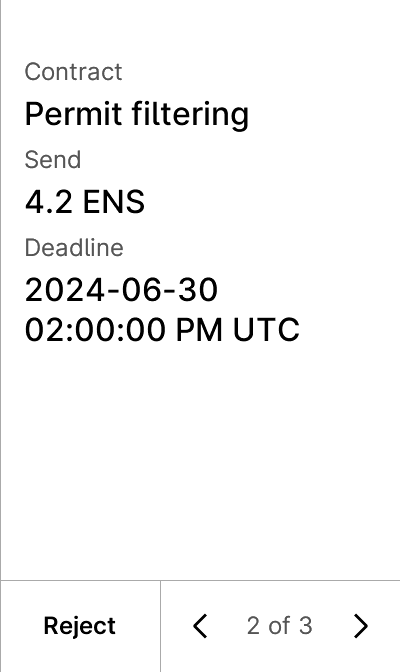 Contract
Permit filtering
Send
4.2 ENS
Deadline
2024-06-30
02:00:00 PM UTC
Reject
2 of 3